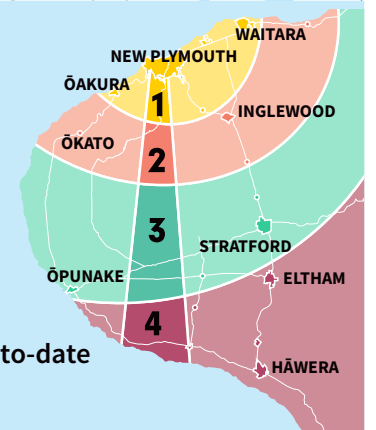 WAITARA
NEW PLYMOUTH
ŌAKURA
1
INGLEWOOD
ŌKATO
2
3
STRATFORD
ŌPUNAKE
ELTHAM
4
to-date
HĀWERA